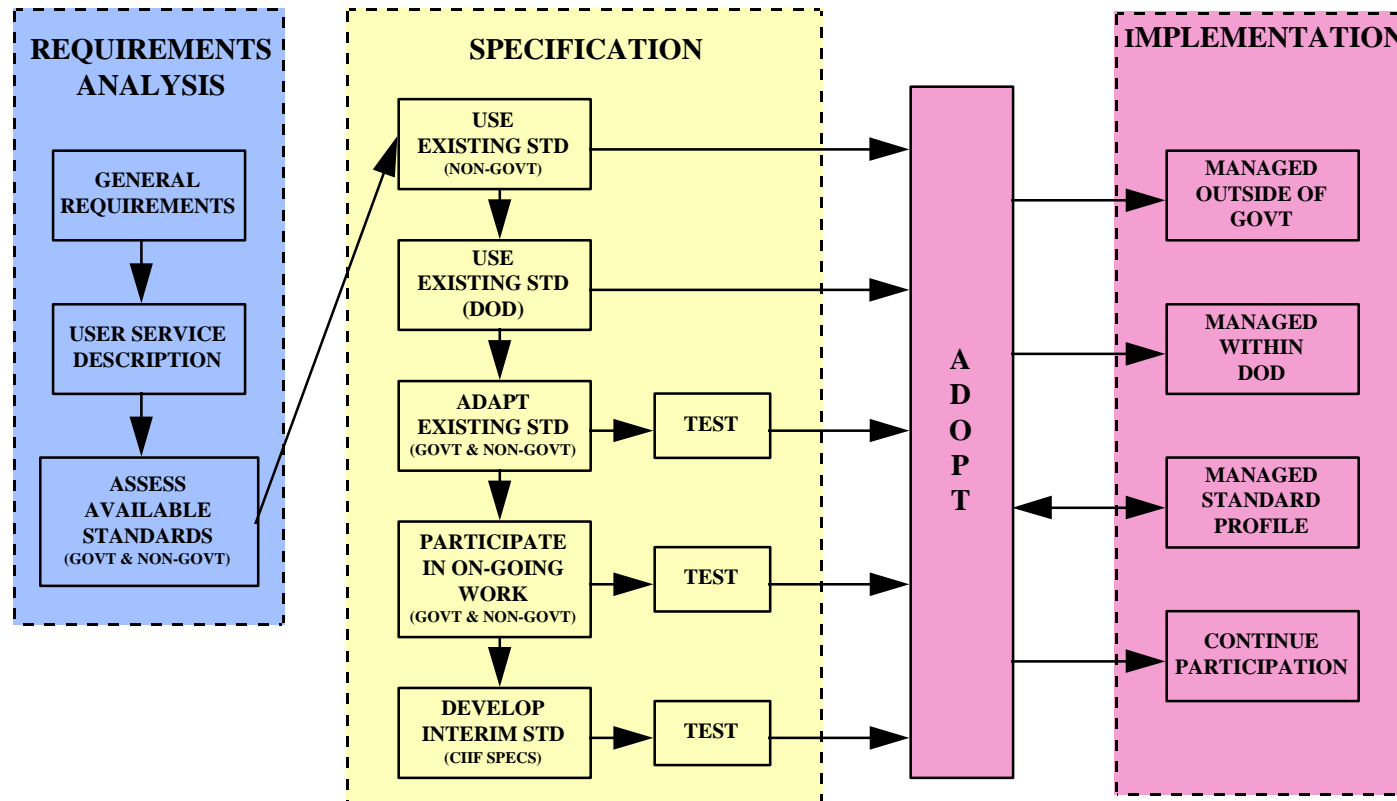 REQUIREMENTS
ANALYSIS
GENERAL
REQUIREMENTS
USER SERVICE
DESCRIPTION
ASSESS
AVAILABLE
STANDARDS
(GOVT & NON-GOVT)
SPECIFICATION
USE
EXISTING STD
(NON-GOVT)
USE
EXISTING STD
(DOD)
ADAPT
EXISTING STD
(GOVT & NON-GOVT)
TEST
PARTICIPATE
IN ON-GOING
WORK
(GOVT & NON-GOVT)
TEST
DEVELOP
INTERIM STD
(CIIF SPECS)
TEST
ADOPT
IMPLEMENTATION
MANAGED
OUTSIDE OF
GOVT
MANAGED
WITHIN
DOD
MANAGED
STANDARD
PROFILE
CONTINUE
PARTICIPATION